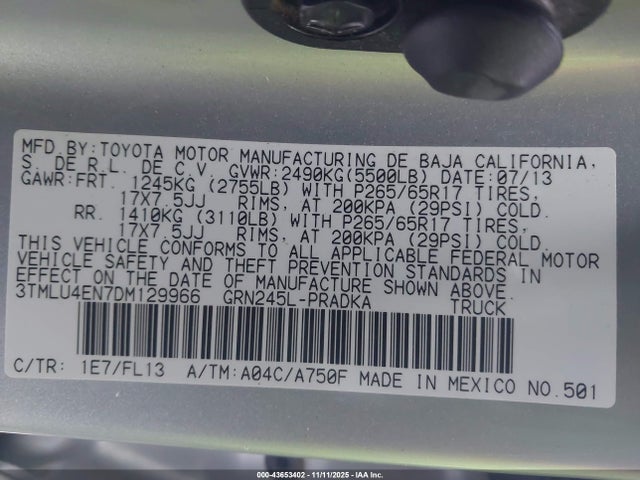 MFD.BY:TOYOTA MOTOR MANUFACTURING DE BAJA CALIFORNIA,
S. DE R.L. DE C.V. GVWR:2490KG(5500LB) DATE:07/13
GAWR:FRT. 1245KG (2755LB) WITH P265/65R17 TIRES,
17X7.5JJ RIMS, AT 200KPA (29PSI) COLD.
RR. 1410KG (3110LB) WITH P265/65R17 TIRES,
17X7.5JJ RIMS, AT 200KPA (29PSI) COLD.
THIS VEHICLE CONFORMS TO ALL APPLICABLE FEDERAL MOTOR
VEHICLE SAFETY AND THEFT PREVENTION STANDARDS IN
EFFECT ON THE DATE OF MANUFACTURE SHOWN ABOVE.
3TMLU4EN7DM129966 GRN245L-PRADKA TRUCK
C/TR: 1E7/FL13 A/TM:A04C/A750F MADE IN MEXICO NO.501
000-43653402 - 11/11/2025 - IAA Inc.